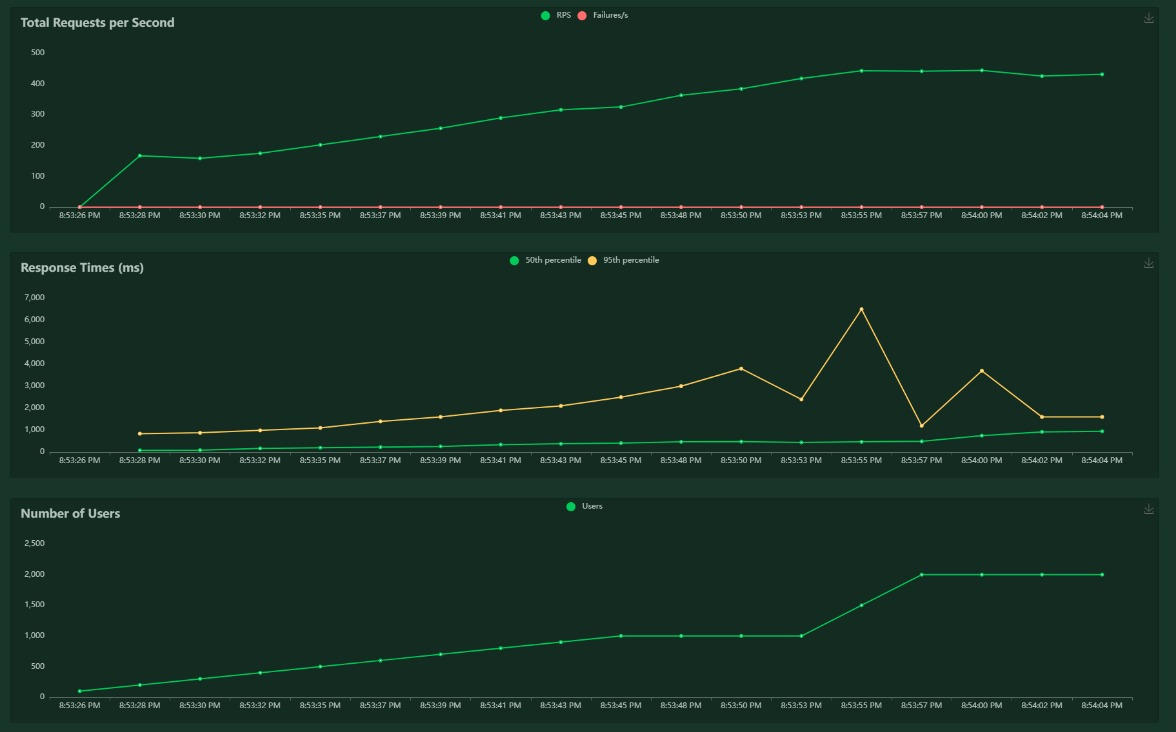 Total Requests per Second
RPS Failures/s
500
400
300
200
100
0
8:53:26 PM 8:53:28 PM 8:53:30 PM 8:53:32 PM 8:53:35 PM 8:53:37 PM 8:53:39 PM 8:53:41 PM 8:53:43 PM 8:53:45 PM 8:53:48 PM 8:53:50 PM 8:53:53 PM 8:53:55 PM 8:53:57 PM 8:54:00 PM 8:54:02 PM 8:54:04 PM
Response Times (ms)
50th percentile 95th percentile
7,000
6,000
5,000
4,000
3,000
2,000
1,000
0
8:53:26 PM 8:53:28 PM 8:53:30 PM 8:53:32 PM 8:53:35 PM 8:53:37 PM 8:53:39 PM 8:53:41 PM 8:53:43 PM 8:53:45 PM 8:53:48 PM 8:53:50 PM 8:53:53 PM 8:53:55 PM 8:53:57 PM 8:54:00 PM 8:54:02 PM 8:54:04 PM
Number of Users
Users
2,500
2,000
1,500
1,000
500
0
8:53:26 PM 8:53:28 PM 8:53:30 PM 8:53:32 PM 8:53:35 PM 8:53:37 PM 8:53:39 PM 8:53:41 PM 8:53:43 PM 8:53:45 PM 8:53:48 PM 8:53:50 PM 8:53:53 PM 8:53:55 PM 8:53:57 PM 8:54:00 PM 8:54:02 PM 8:54:04 PM